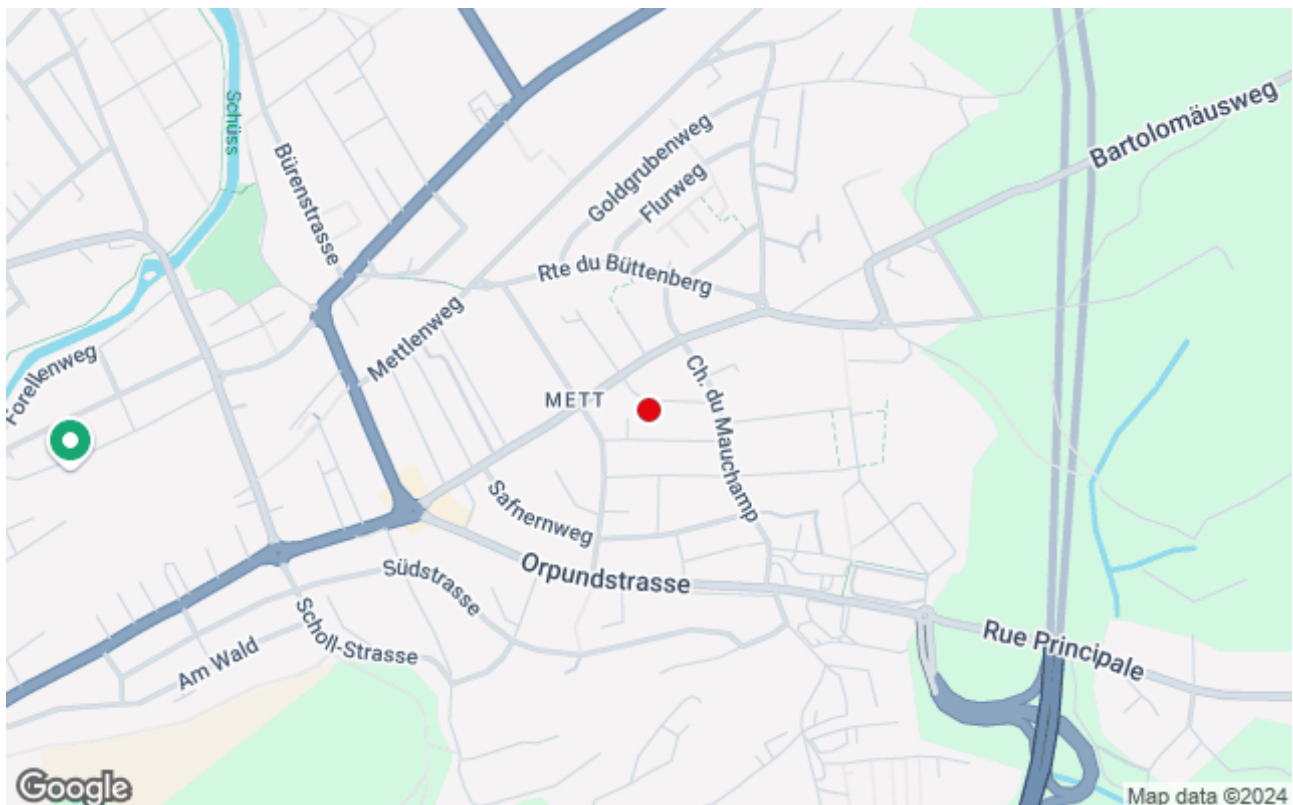 Schüss
Bürenstrasse
Goldgrubenweg
Flurweg
Bartolomäusweg
Rte du Büttenberg
Mettlenweg
Forellenweg
METT
Ch. du Mauchamp
Safnernweg
Orpundstrasse
Südstrasse
Scholl-Strasse
Am Wald
Rue Principale
Google
Map data ©2024